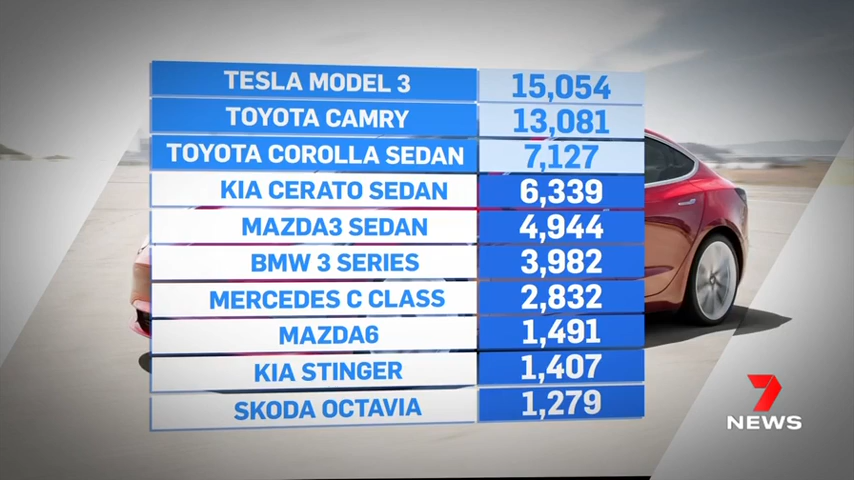 TESLA MODEL 3 15,054
TOYOTA CAMRY 13,081
TOYOTA COROLLA SEDAN 7,127
KIA CERATO SEDAN 6,339
MAZDA3 SEDAN 4,944
BMW 3 SERIES 3,982
MERCEDES C CLASS 2,832
MAZDA6 1,491
KIA STINGER 1,407
SKODA OCTAVIA 1,279
7
NEWS